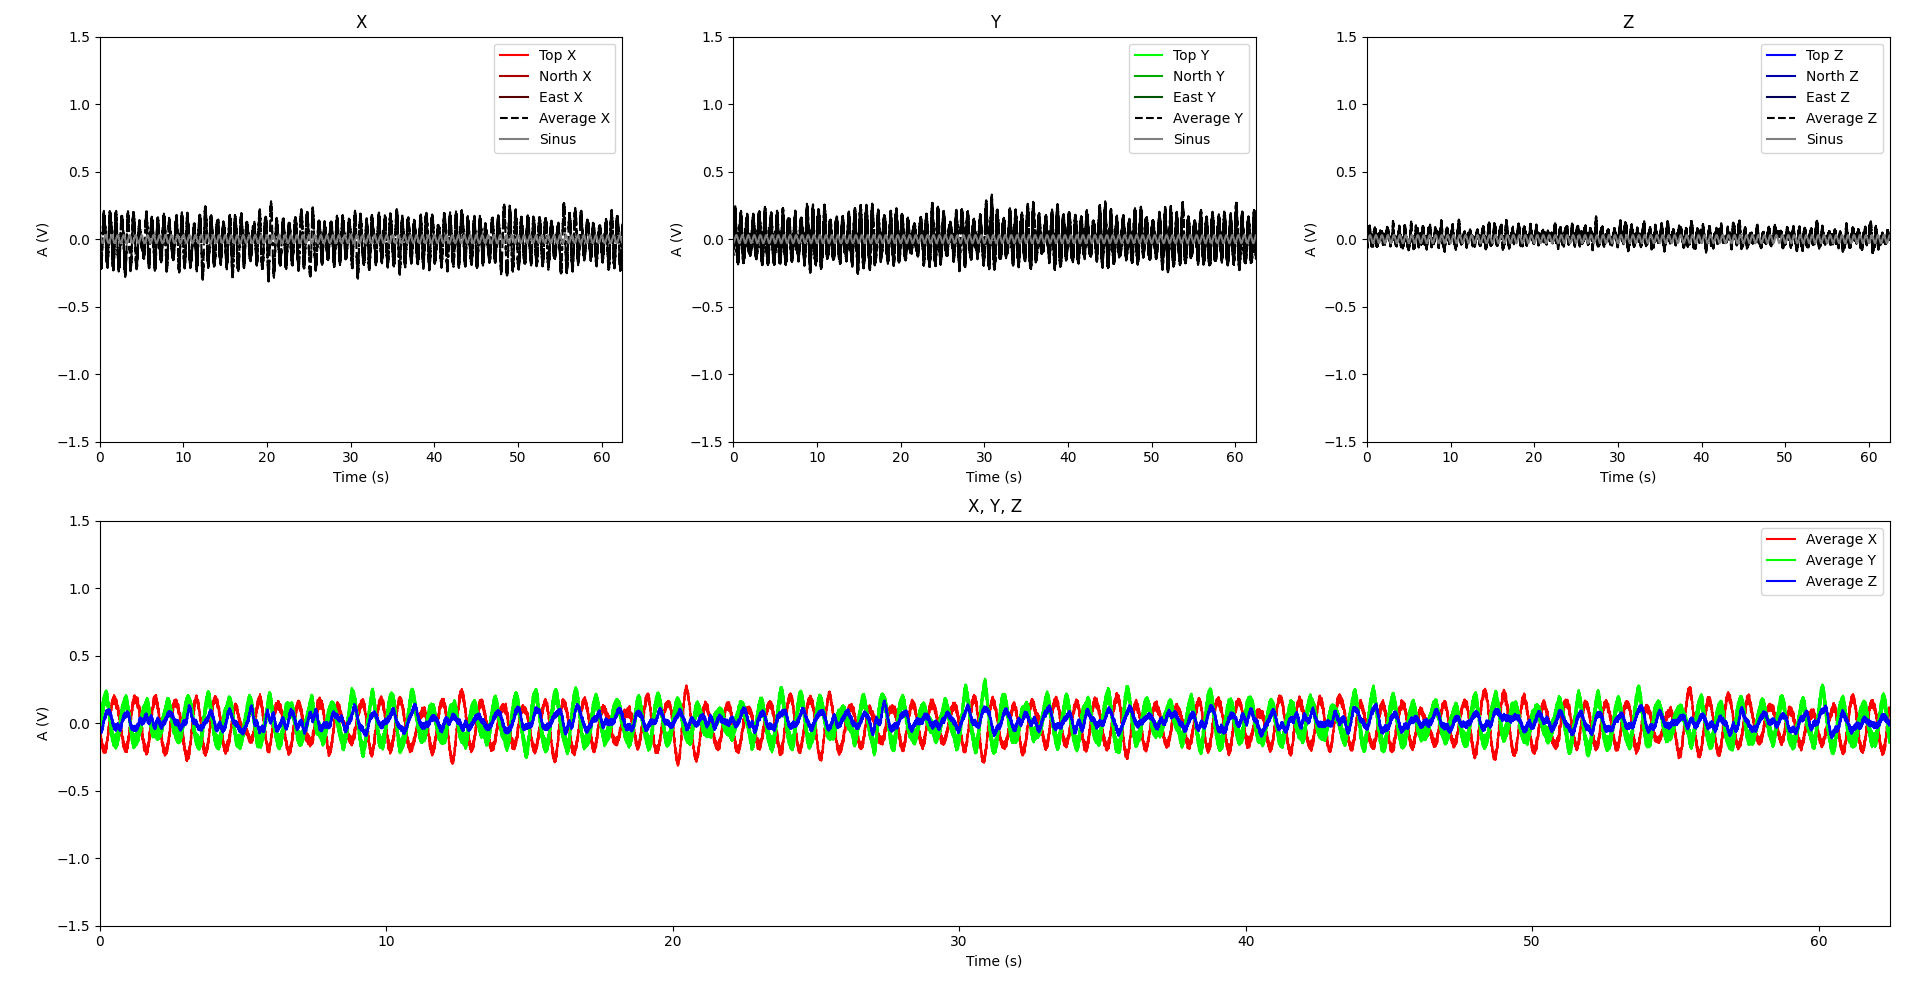 X
Y
Z
1.5
1.0
0.5
0.0
−0.5
−1.0
−1.5
A (V)
0 10 20 30 40 50 60
Time (s)
Top X
North X
East X
Average X
Sinus
1.5
1.0
0.5
0.0
−0.5
−1.0
−1.5
A (V)
0 10 20 30 40 50 60
Time (s)
Top Y
North Y
East Y
Average Y
Sinus
1.5
1.0
0.5
0.0
−0.5
−1.0
−1.5
A (V)
0 10 20 30 40 50 60
Time (s)
Top Z
North Z
East Z
Average Z
Sinus
X, Y, Z
1.5
1.0
0.5
0.0
−0.5
−1.0
−1.5
A (V)
0 10 20 30 40 50 60
Time (s)
Average X
Average Y
Average Z